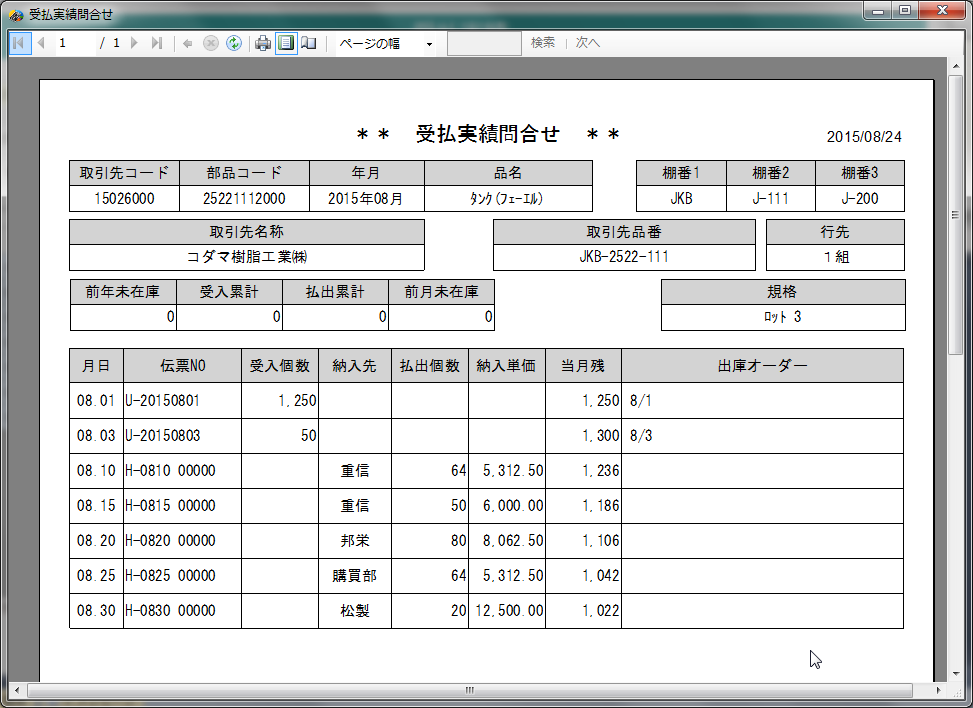 受払実績問合せ
1 / 1 ページの幅 検索 次へ
** 受払実績問合せ **
2015/08/24
取引先コード 部品コード 年月 品名 棚番1 棚番2 棚番3
15026000 25221112000 2015年08月 ﾀﾝｸ(ﾌｭｰｴﾙ) JKB J-111 J-200
取引先名称 取引先品番 行先
コダマ樹脂工業㈱ JKB-2522-111 1組
前年未在庫 受入累計 払出累計 前月未在庫 規格
0 0 0 0 ﾛｯﾄ 3
月日 伝票NO 受入個数 納入先 払出個数 納入単価 当月残 出庫オーダー
08.01 U-20150801 1,250 1,250 8/1
08.03 U-20150803 50 1,300 8/3
08.10 H-0810 00000 重信 64 5,312.50 1,236
08.15 H-0815 00000 重信 50 6,000.00 1,186
08.20 H-0820 00000 邦栄 80 8,062.50 1,106
08.25 H-0825 00000 購買部 64 5,312.50 1,042
08.30 H-0830 00000 松製 20 12,500.00 1,022